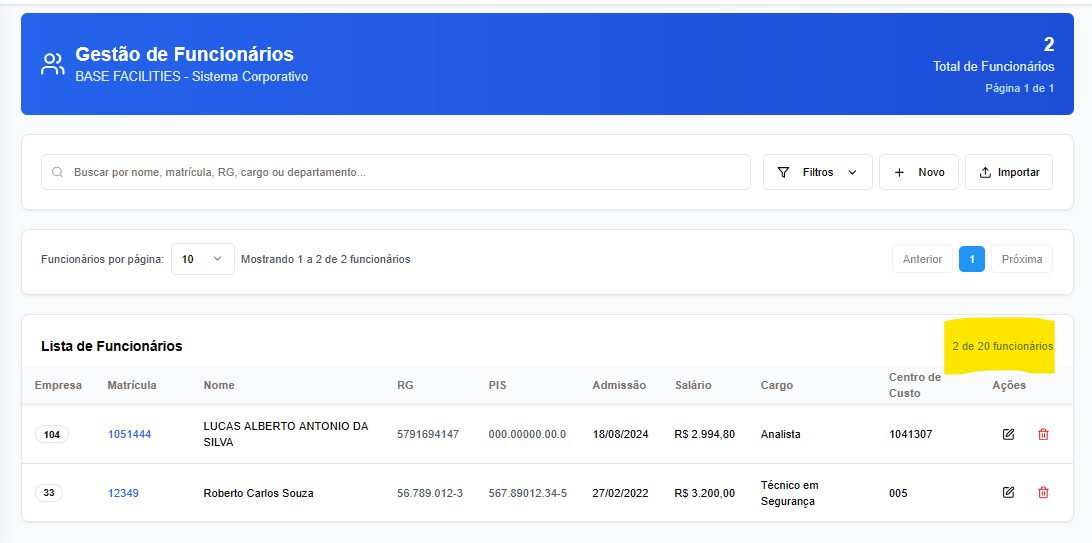 Gestão de Funcionários
BASE FACILITIES - Sistema Corporativo
2
Total de Funcionários
Página 1 de 1
Buscar por nome, matrícula, RG, cargo ou departamento...
Filtros
Novo
Importar
Funcionários por página:
10
Mostrando 1 a 2 de 2 funcionários
Anterior
1
Próxima
Lista de Funcionários
2 de 20 funcionários
Empresa Matrícula Nome RG PIS Admissão Salário Cargo Centro de Custo Ações
104 1051444 LUCAS ALBERTO ANTONIO DA SILVA 5791694147 000.00000.00.0 18/08/2024 R$ 2.994,80 Analista 1041307
33 12349 Roberto Carlos Souza 56.789.012-3 567.89012.34-5 27/02/2022 R$ 3.200,00 Técnico em Segurança 005